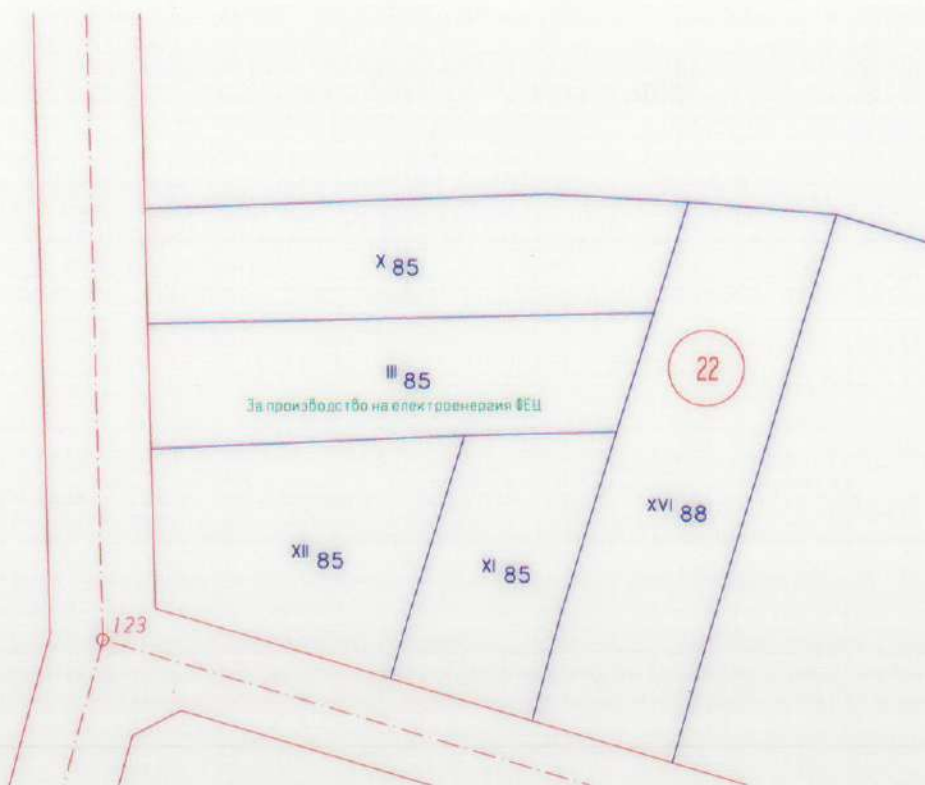 X 85
III 85
За производство на електроенергия ФЕЦ
22
XVI 88
XII 85
XI 85
123